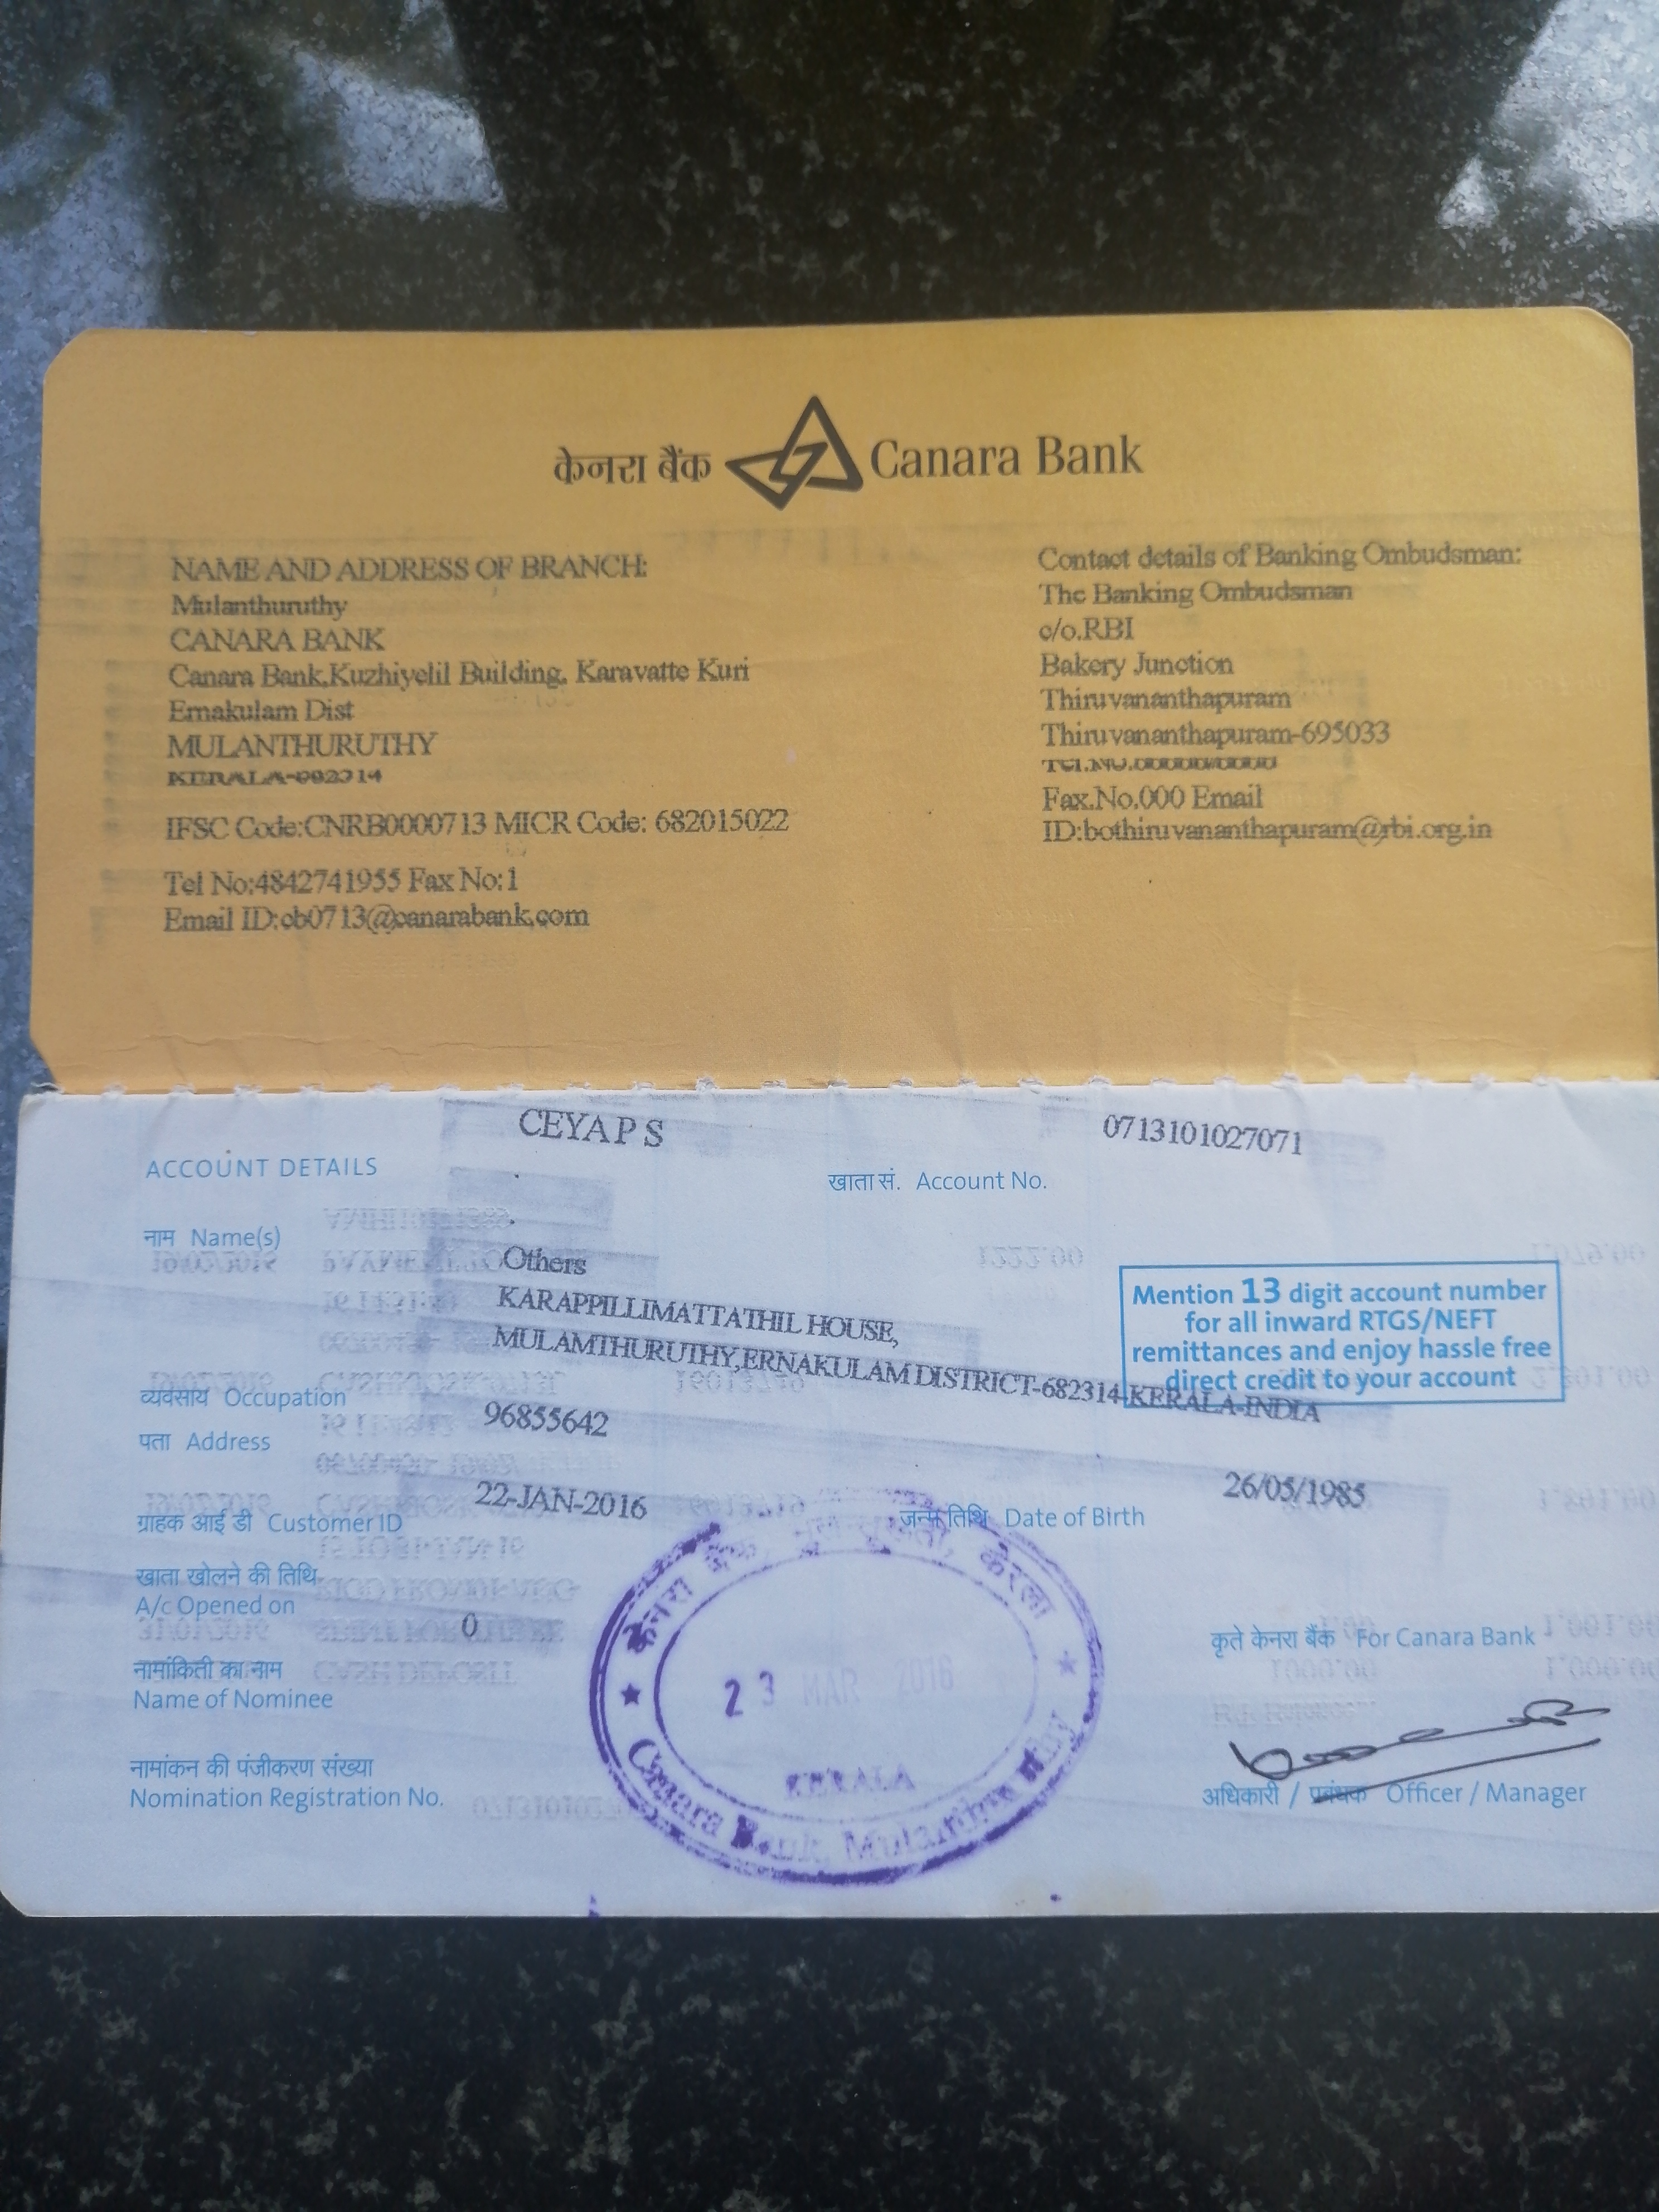 केनरा बैंक Canara Bank
NAME AND ADDRESS OF BRANCH:
Mulanthuruthy
CANARA BANK
Canara Bank,Kuzhiyelil Building, Karavatte Kuri
Ernakulam Dist
MULANTHURUTHY
KERALA-682314
IFSC Code:CNRB0000713 MICR Code: 682015022
Tel No:4842741955 Fax No:1
Email ID:cb0713@canarabank.com
Contact details of Banking Ombudsman:
The Banking Ombudsman
c/o.RBI
Bakery Junction
Thiruvananthapuram
Thiruvananthapuram-695033
Fax.No.000 Email
ID:bothiruvananthapuram@rbi.org.in
CEYA P S
0713101027071
ACCOUNT DETAILS
खाता सं. Account No.
नाम Name(s)
Others
KARAPPILLIMATTATHIL HOUSE,
MULAMTHURUTHY,ERNAKULAM DISTRICT-682314-KERALA-INDIA
Mention 13 digit account number
for all inward RTGS/NEFT
remittances and enjoy hassle free
direct credit to your account
व्यवसाय Occupation
96855642
पता Address
22-JAN-2016
26/05/1985
ग्राहक आई डी Customer ID
जन्म तिथि Date of Birth
खाता खोलने की तिथि
A/c Opened on
0
नामांकिती का नाम
Name of Nominee
नामांकन की पंजीकरण संख्या
Nomination Registration No.
केनरा बैंक, केरला
23 MAR 2016
KERALA
Canara Bank,
कृते केनरा बैंक For Canara Bank
अधिकारी / प्रबंधक Officer / Manager